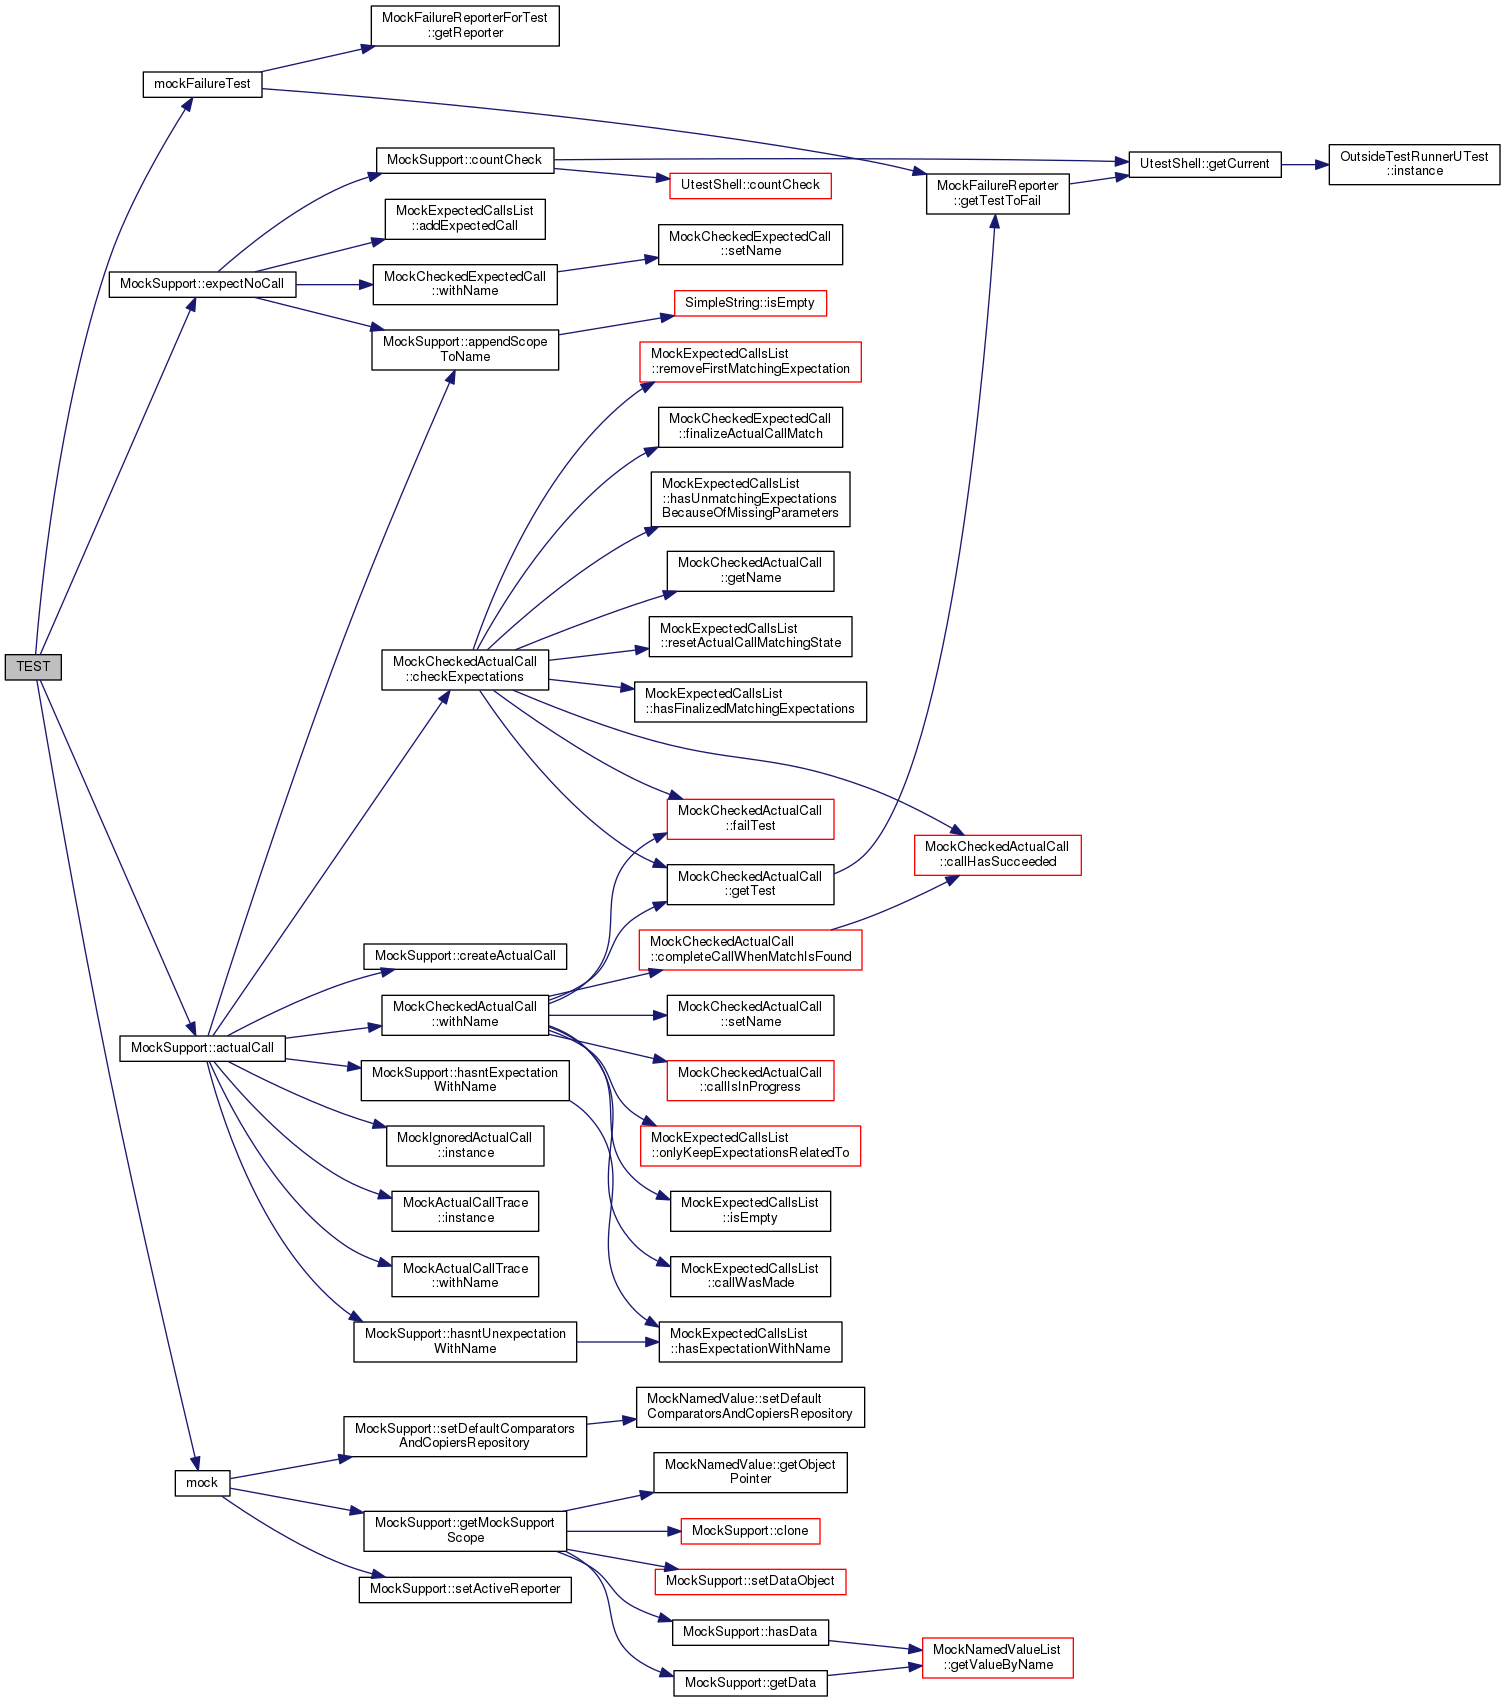 MockFailureReporterForTest
::getReporter
mockFailureTest
MockSupport::countCheck
UtestShell::getCurrent
OutsideTestRunnerUTest
::instance
UtestShell::countCheck
MockFailureReporter
::getTestToFail
MockExpectedCallsList
::addExpectedCall
MockCheckedExpectedCall
::setName
MockSupport::expectNoCall
MockCheckedExpectedCall
::withName
SimpleString::isEmpty
MockSupport::appendScope
ToName
MockExpectedCallsList
::removeFirstMatchingExpectation
MockCheckedExpectedCall
::finalizeActualCallMatch
MockExpectedCallsList
::hasUnmatchingExpectations
BecauseOfMissingParameters
MockCheckedActualCall
::getName
MockExpectedCallsList
::resetActualCallMatchingState
TEST
MockCheckedActualCall
::checkExpectations
MockExpectedCallsList
::hasFinalizedMatchingExpectations
MockCheckedActualCall
::failTest
MockCheckedActualCall
::callHasSucceeded
MockCheckedActualCall
::getTest
MockSupport::createActualCall
MockCheckedActualCall
::completeCallWhenMatchIsFound
MockCheckedActualCall
::withName
MockCheckedActualCall
::setName
MockSupport::actualCall
MockSupport::hasntExpectation
WithName
MockCheckedActualCall
::callIsInProgress
MockIgnoredActualCall
::instance
MockExpectedCallsList
::onlyKeepExpectationsRelatedTo
MockActualCallTrace
::instance
MockExpectedCallsList
::isEmpty
MockActualCallTrace
::withName
MockExpectedCallsList
::callWasMade
MockSupport::hasntUnexpectation
WithName
MockExpectedCallsList
::hasExpectationWithName
MockNamedValue::setDefault
ComparatorsAndCopiersRepository
MockSupport::setDefaultComparators
AndCopiersRepository
mock
MockNamedValue::getObject
Pointer
MockSupport::getMockSupport
Scope
MockSupport::clone
MockSupport::setDataObject
MockSupport::setActiveReporter
MockSupport::hasData
MockNamedValueList
::getValueByName
MockSupport::getData